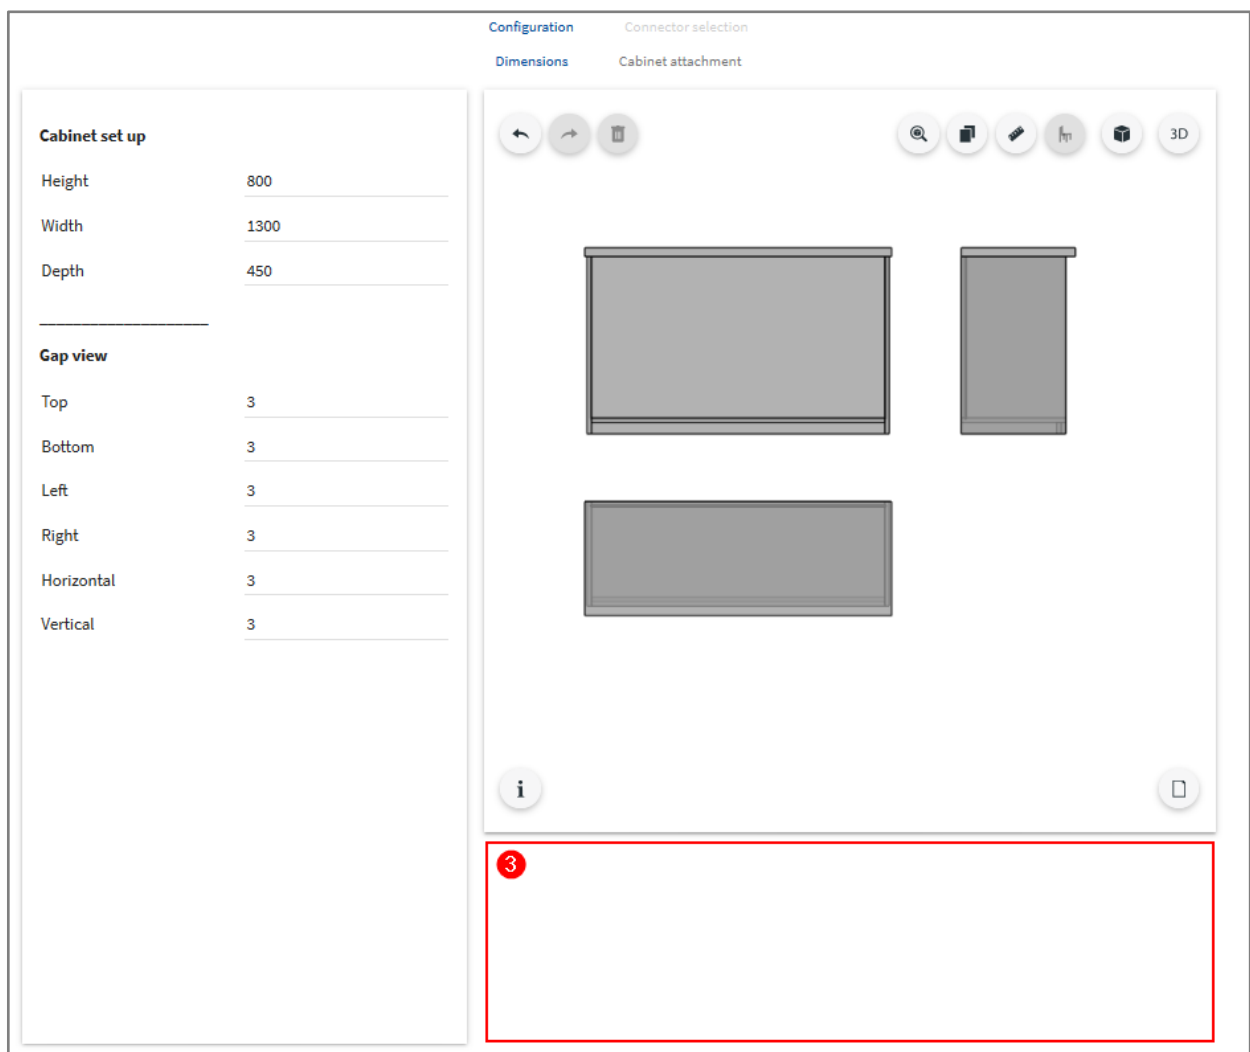 Configuration Connector selection
Dimensions Cabinet attachment
Cabinet set up
Height 800
Width 1300
Depth 450
Gap view
Top 3
Bottom 3
Left 3
Right 3
Horizontal 3
Vertical 3
3D
i
3